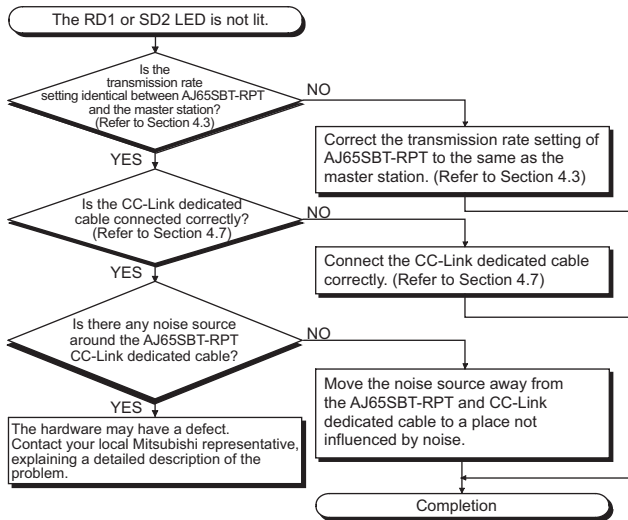 The RD1 or SD2 LED is not lit.
Is the
transmission rate
setting identical between AJ65SBT-RPT
and the master station?
(Refer to Section 4.3)
NO
Correct the transmission rate setting of
AJ65SBT-RPT to the same as the
master station. (Refer to Section 4.3)
YES
Is the CC-Link dedicated
cable connected correctly?
(Refer to Section 4.7)
NO
Connect the CC-Link dedicated cable
correctly. (Refer to Section 4.7)
YES
Is there any noise source
around the AJ65SBT-RPT
CC-Link dedicated cable?
NO
Move the noise source away from
the AJ65SBT-RPT and CC-Link
dedicated cable to a place not
influenced by noise.
YES
The hardware may have a defect.
Contact your local Mitsubishi representative,
explaining a detailed description of the
problem.
Completion